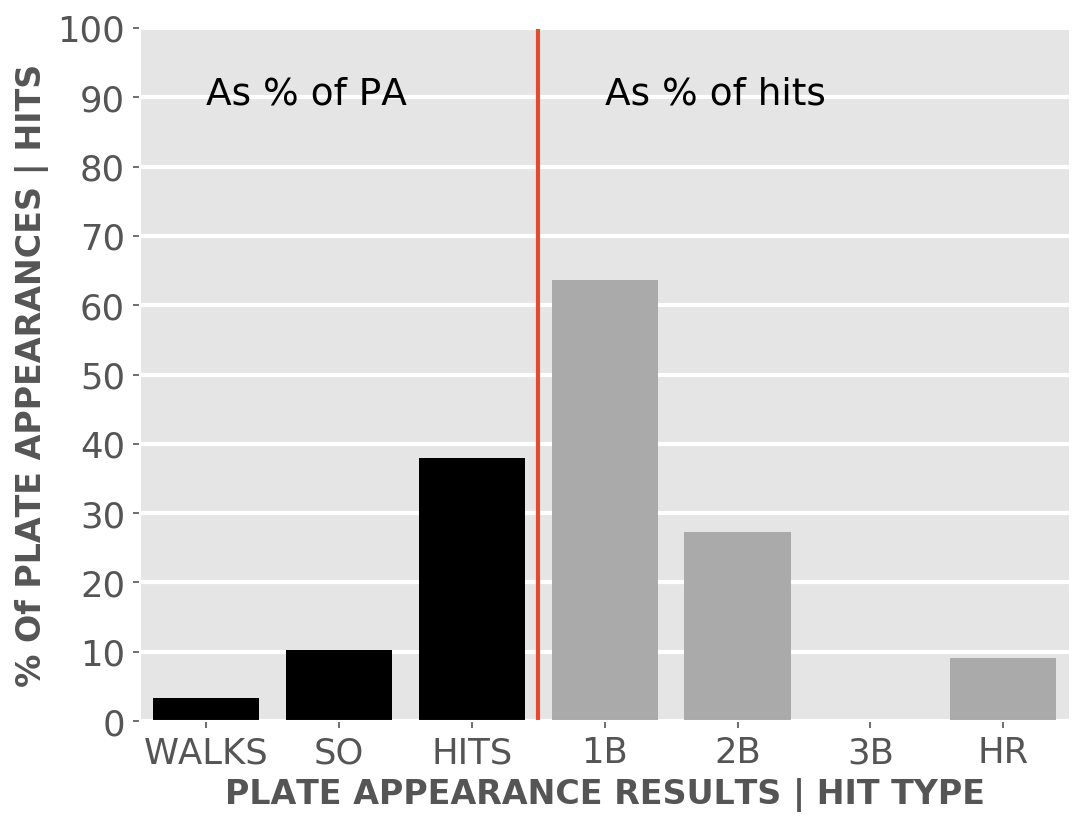 % Of PLATE APPEARANCES | HITS
100
90
80
70
60
50
40
30
20
10
0
As % of PA
As % of hits
WALKS SO HITS 1B 2B 3B HR
PLATE APPEARANCE RESULTS | HIT TYPE